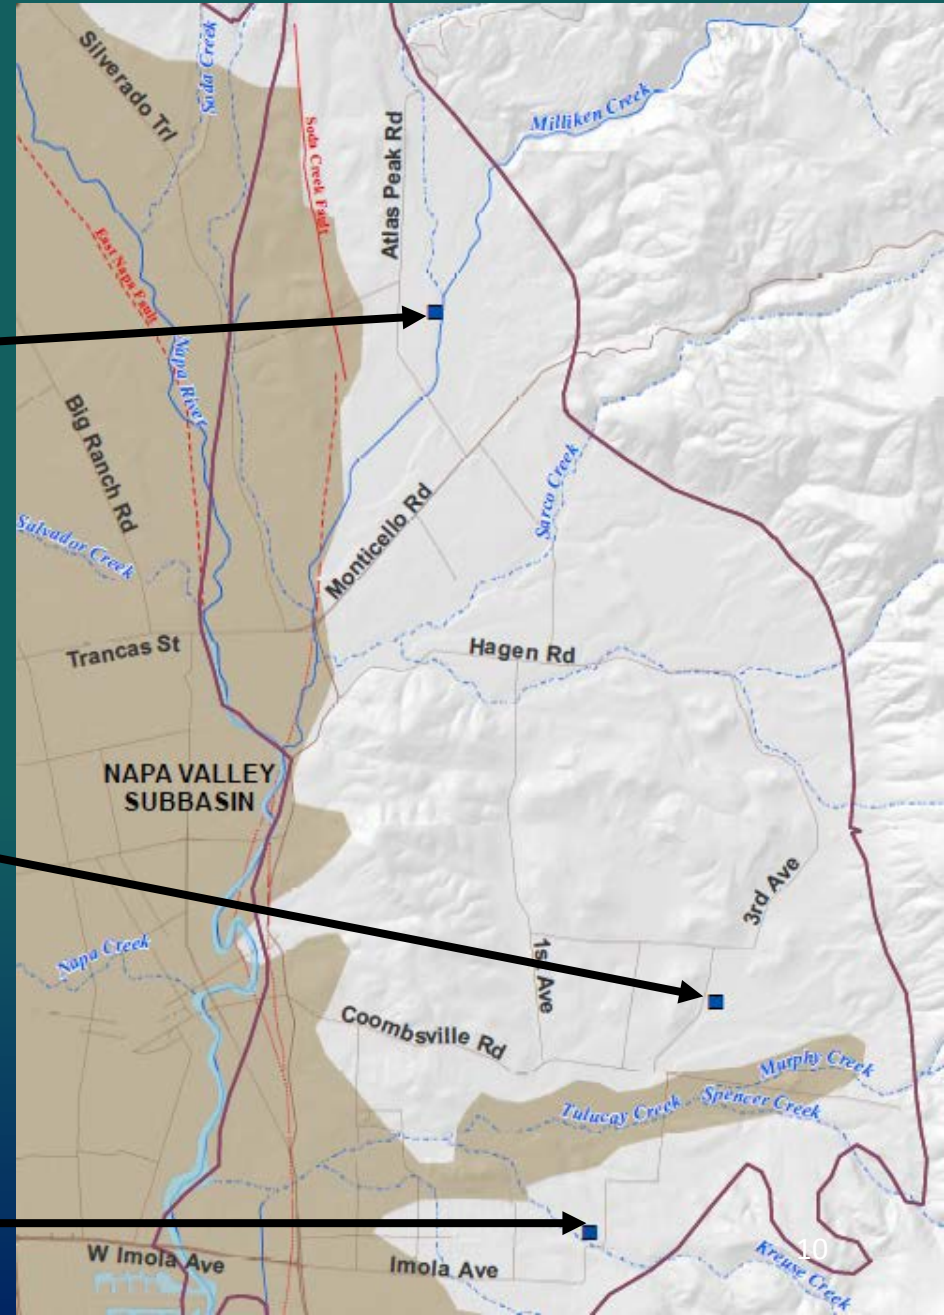 Silverado Trl
Soda Creek
Soda Creek Fault
Atlas Peak Rd
Milliken Creek
East Napa Fault
Napa River
Big Ranch Rd
Salvador Creek
Monticello Rd
Sarco Creek
Trancas St
Hagen Rd
NAPA VALLEY
SUBBASIN
3rd Ave
Napa Creek
1st Ave
Coombsville Rd
Murphy Creek
Tulucay Creek
Spencer Creek
W Imola Ave
Imola Ave
10
Kreuse Creek